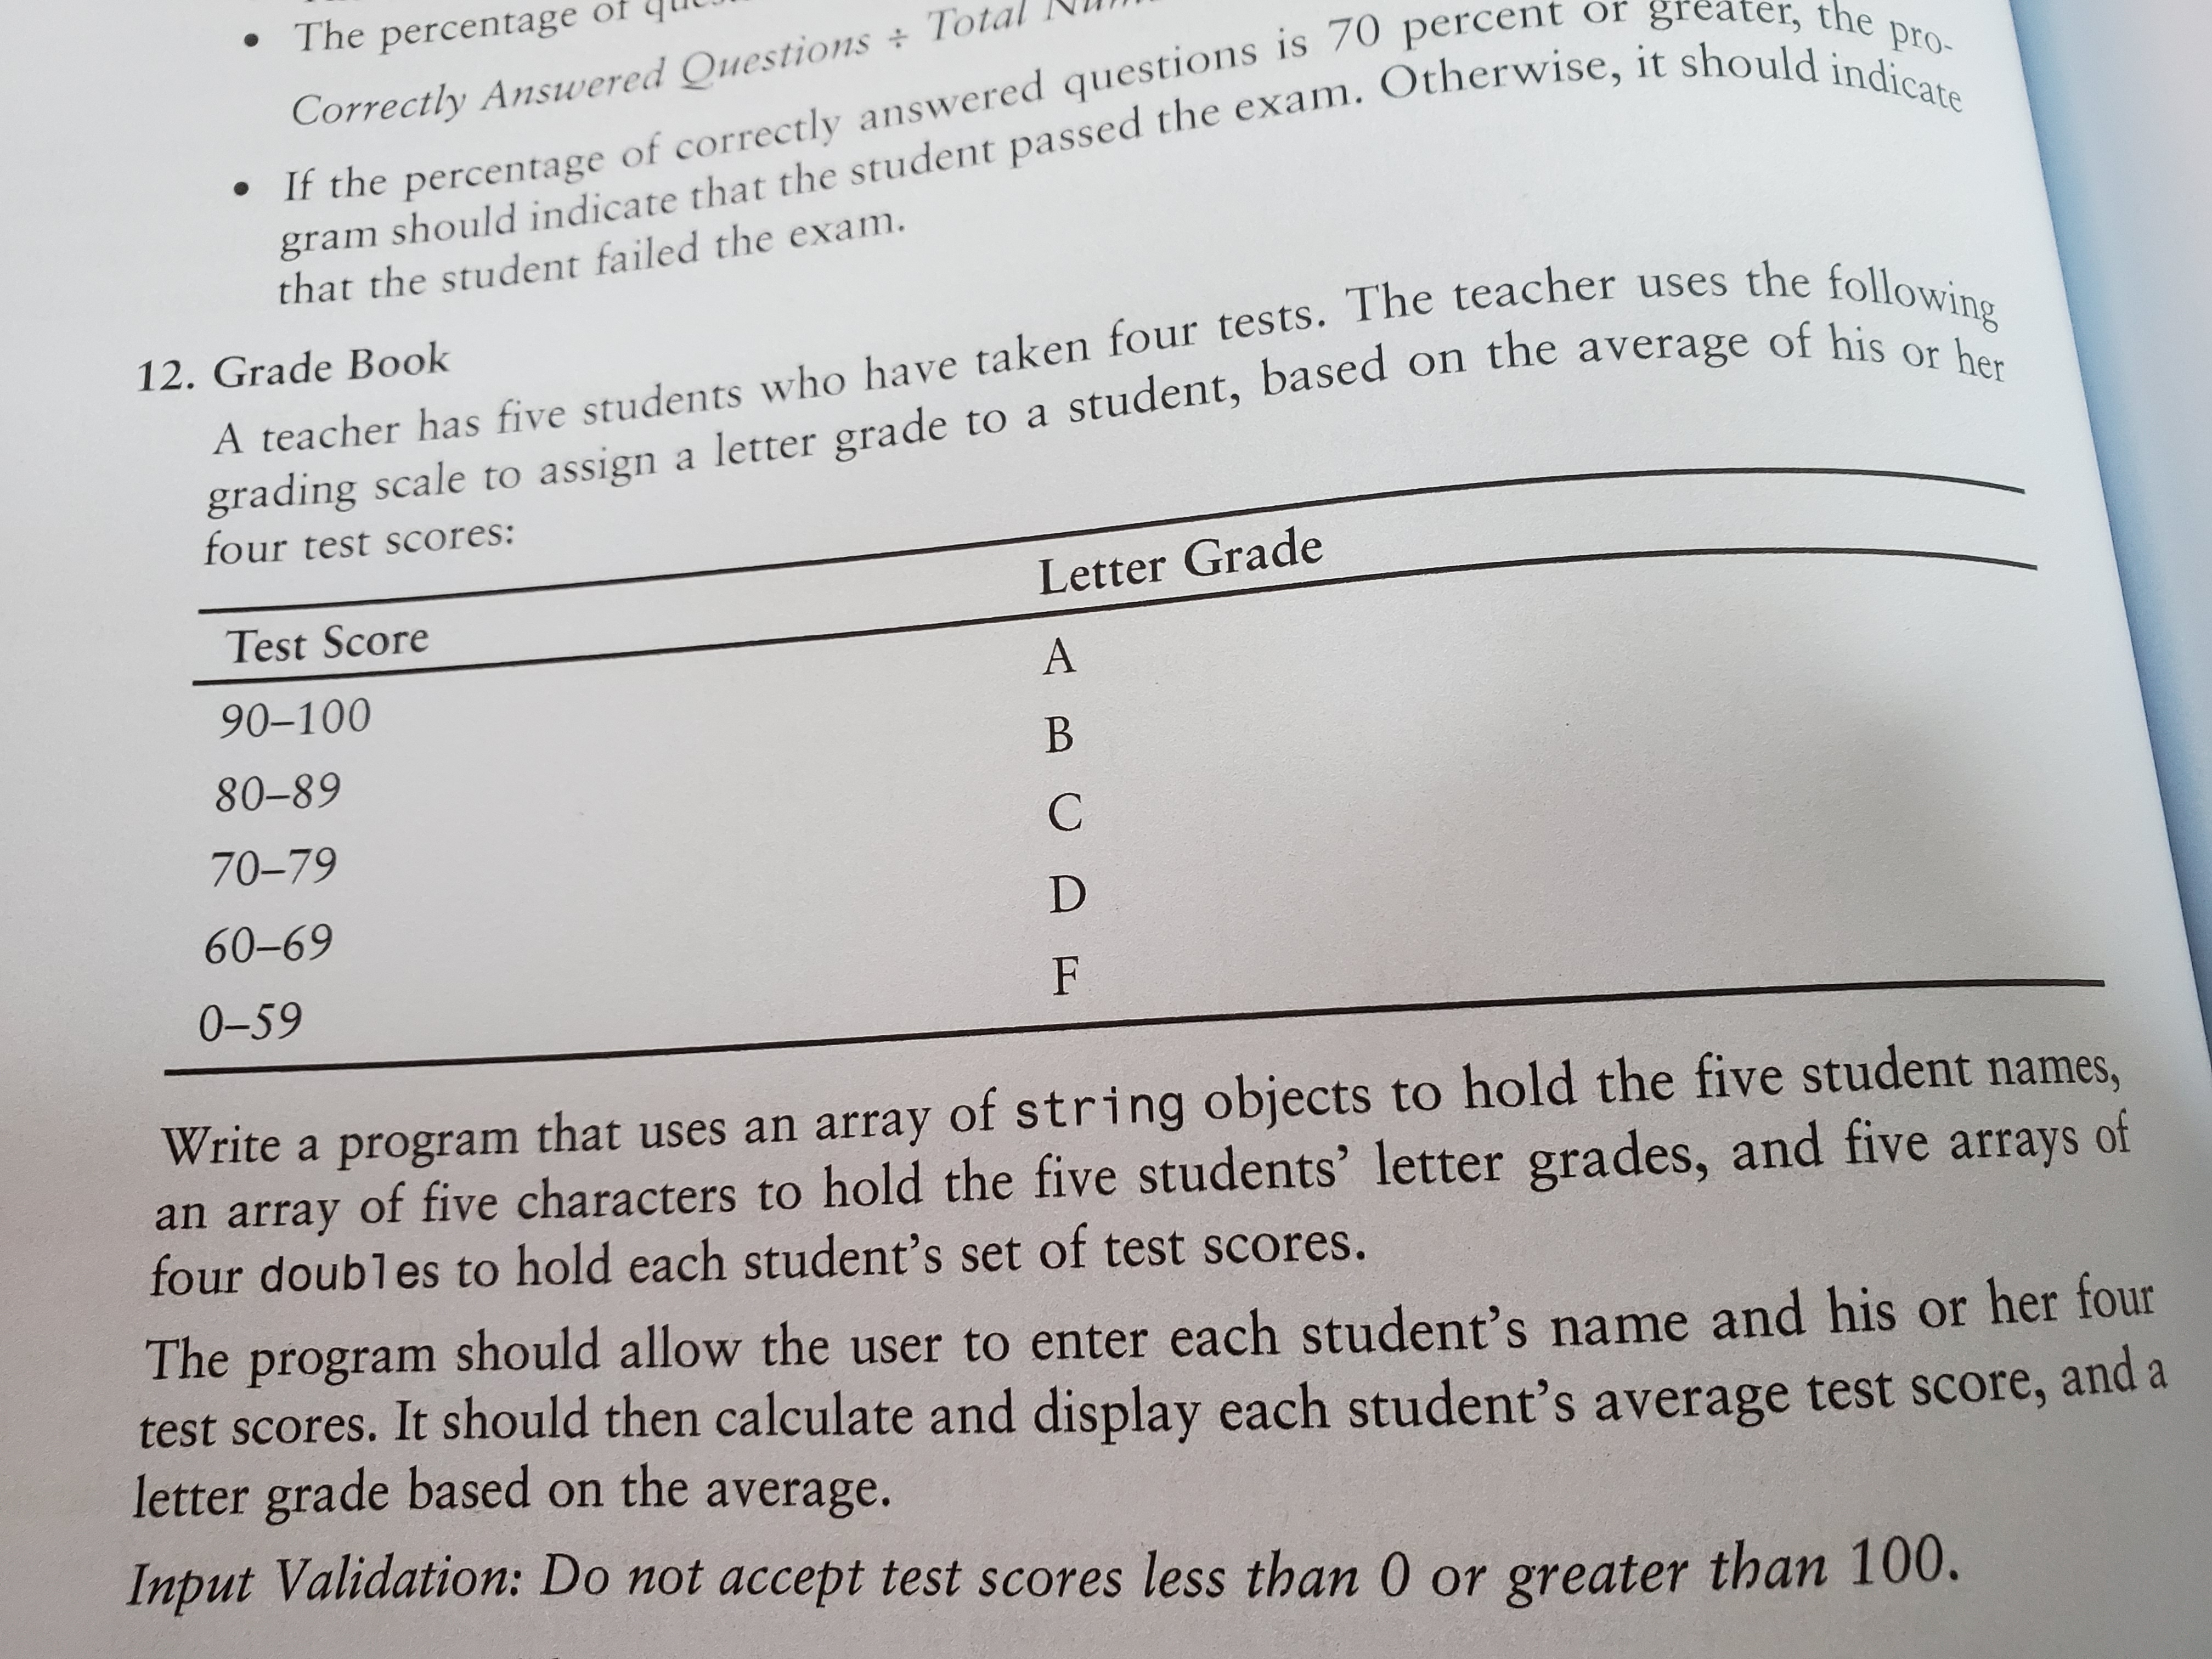 • The percentage of
Correctly Answered Questions ÷ Total
• If the percentage of correctly answered questions is 70 percent or greater, the pro-
gram should indicate that the student passed the exam. Otherwise, it should indicate
that the student failed the exam.
12. Grade Book
A teacher has five students who have taken four tests. The teacher uses the following
grading scale to assign a letter grade to a student, based on the average of his or her
four test scores:
Test Score Letter Grade
90–100 A
80–89 B
70–79 C
60–69 D
0–59 F
Write a program that uses an array of string objects to hold the five student names,
an array of five characters to hold the five students’ letter grades, and five arrays of
four doubles to hold each student’s set of test scores.
The program should allow the user to enter each student’s name and his or her four
test scores. It should then calculate and display each student’s average test score, and a
letter grade based on the average.
Input Validation: Do not accept test scores less than 0 or greater than 100.